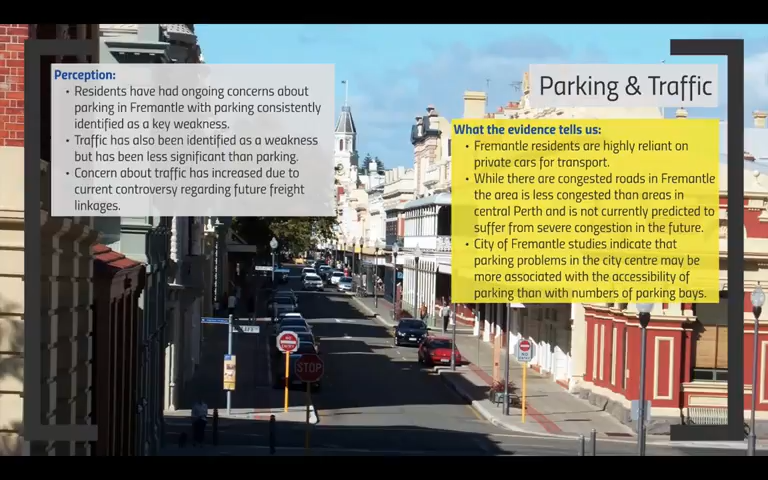 Parking & Traffic
Perception:
• Residents have had ongoing concerns about
parking in Fremantle with parking consistently
identified as a key weakness.
• Traffic has also been identified as a weakness
but has been less significant than parking.
• Concern about traffic has increased due to
current controversy regarding future freight
linkages.
What the evidence tells us:
• Fremantle residents are highly reliant on
private cars for transport.
• While there are congested roads in Fremantle
the area is less congested than areas in
central Perth and is not currently predicted to
suffer from severe congestion in the future.
• City of Fremantle studies indicate that
parking problems in the city centre may be
more associated with the accessibility of
parking than with numbers of parking bays.
STOP